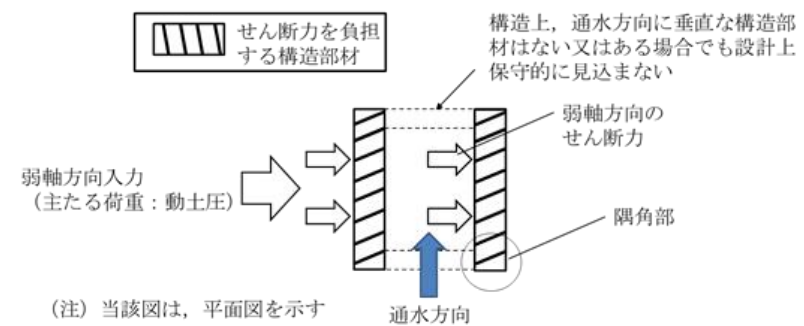 せん断力を負担
する構造部材
構造上，通水方向に垂直な構造部
材はない又はある場合でも設計上
保守的に見込まない
弱軸方向の
せん断力
弱軸方向入力
（主たる荷重：動土圧）
隅角部
（注）当該図は，平面図を示す
通水方向